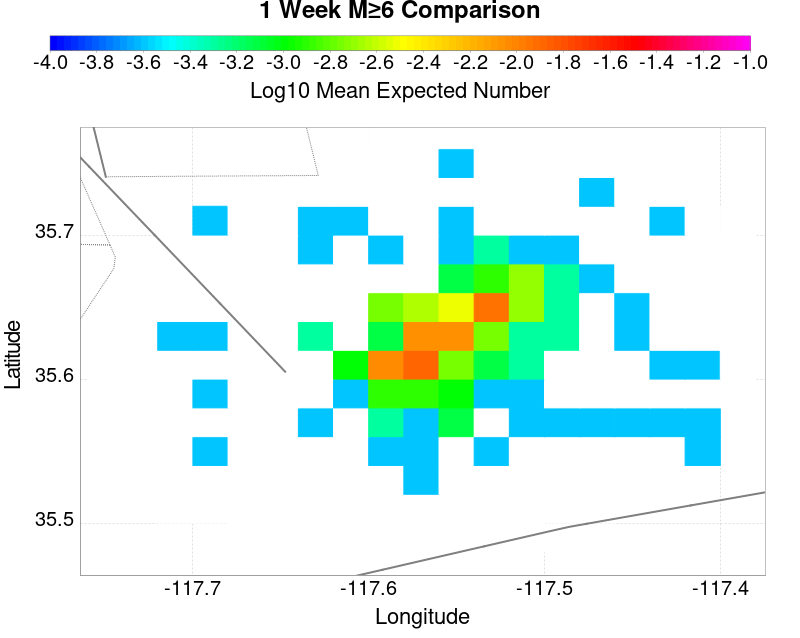 1 Week M≥6 Comparison
-4.0 -3.8 -3.6 -3.4 -3.2 -3.0 -2.8 -2.6 -2.4 -2.2 -2.0 -1.8 -1.6 -1.4 -1.2 -1.0
Log10 Mean Expected Number
35.7
35.6
35.5
Latitude
-117.7 -117.6 -117.5 -117.4
Longitude